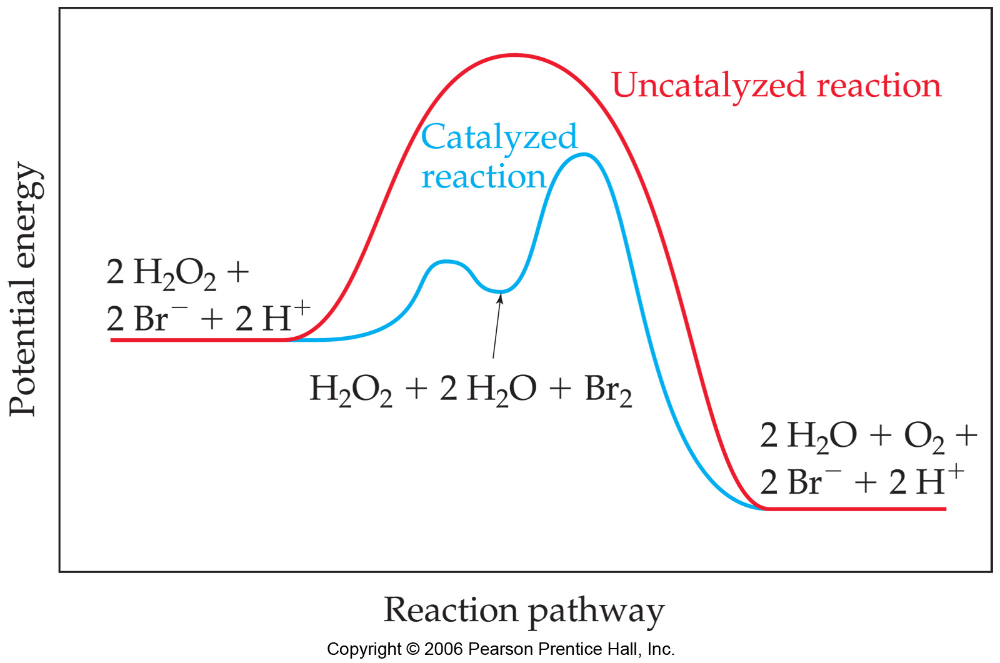 Potential energy
Uncatalyzed reaction
Catalyzed
reaction
2 H₂O₂ +
2 Br⁻ + 2 H⁺
H₂O₂ + 2 H₂O + Br₂
2 H₂O + O₂ +
2 Br⁻ + 2 H⁺
Reaction pathway
Copyright © 2006 Pearson Prentice Hall, Inc.